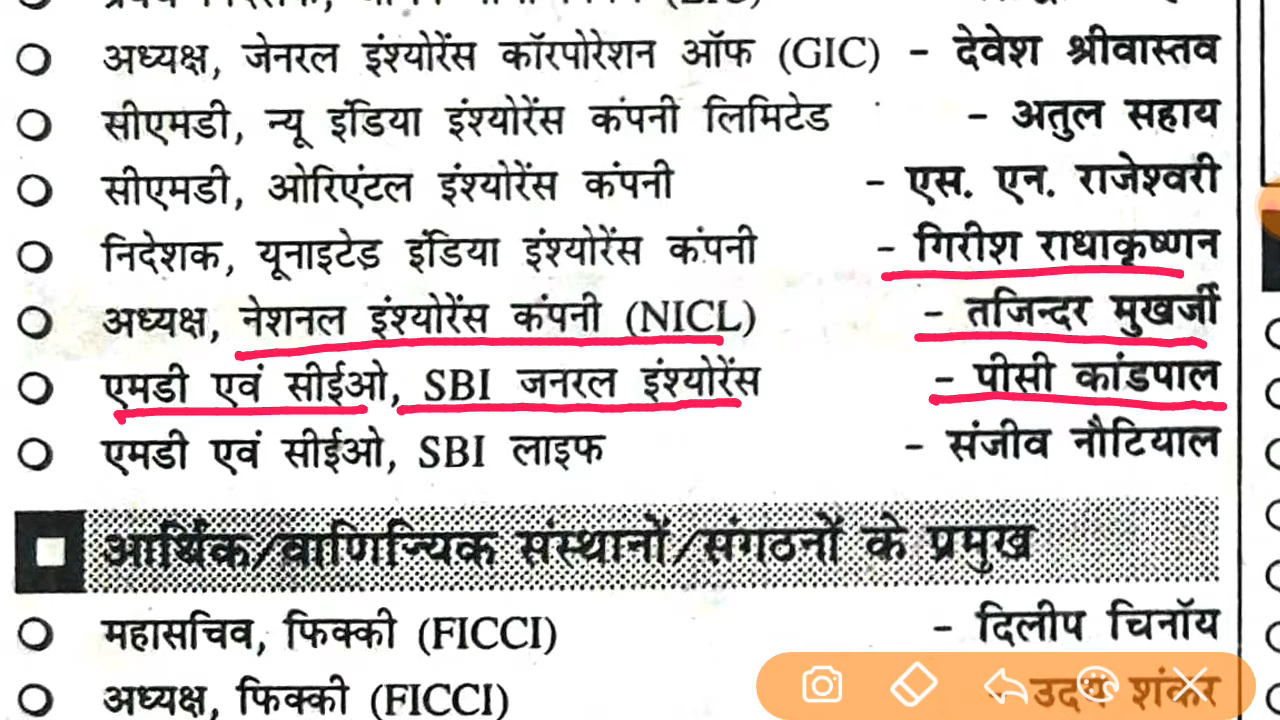 अध्यक्ष, जेनरल इंश्योरेंस कॉरपोरेशन ऑफ (GIC) - देवेश श्रीवास्तव
सीएमडी, न्यू इंडिया इंश्योरेंस कंपनी लिमिटेड - अतुल सहाय
सीएमडी, ओरिएंटल इंश्योरेंस कंपनी - एस. एन. राजेश्वरी
निदेशक, यूनाइटेड इंडिया इंश्योरेंस कंपनी - गिरीश राधाकृष्णन
अध्यक्ष, नेशनल इंश्योरेंस कंपनी (NICL) - तजिन्दर मुखर्जी
एमडी एवं सीईओ, SBI जनरल इंश्योरेंस - पीसी कांडपाल
एमडी एवं सीईओ, SBI लाइफ - संजीव नौटियाल
आर्थिक/वाणिज्यिक संस्थानों/संगठनों के प्रमुख
महासचिव, फिक्की (FICCI) - दिलीप चिनॉय
अध्यक्ष, फिक्की (FICCI) - उदय शंकर